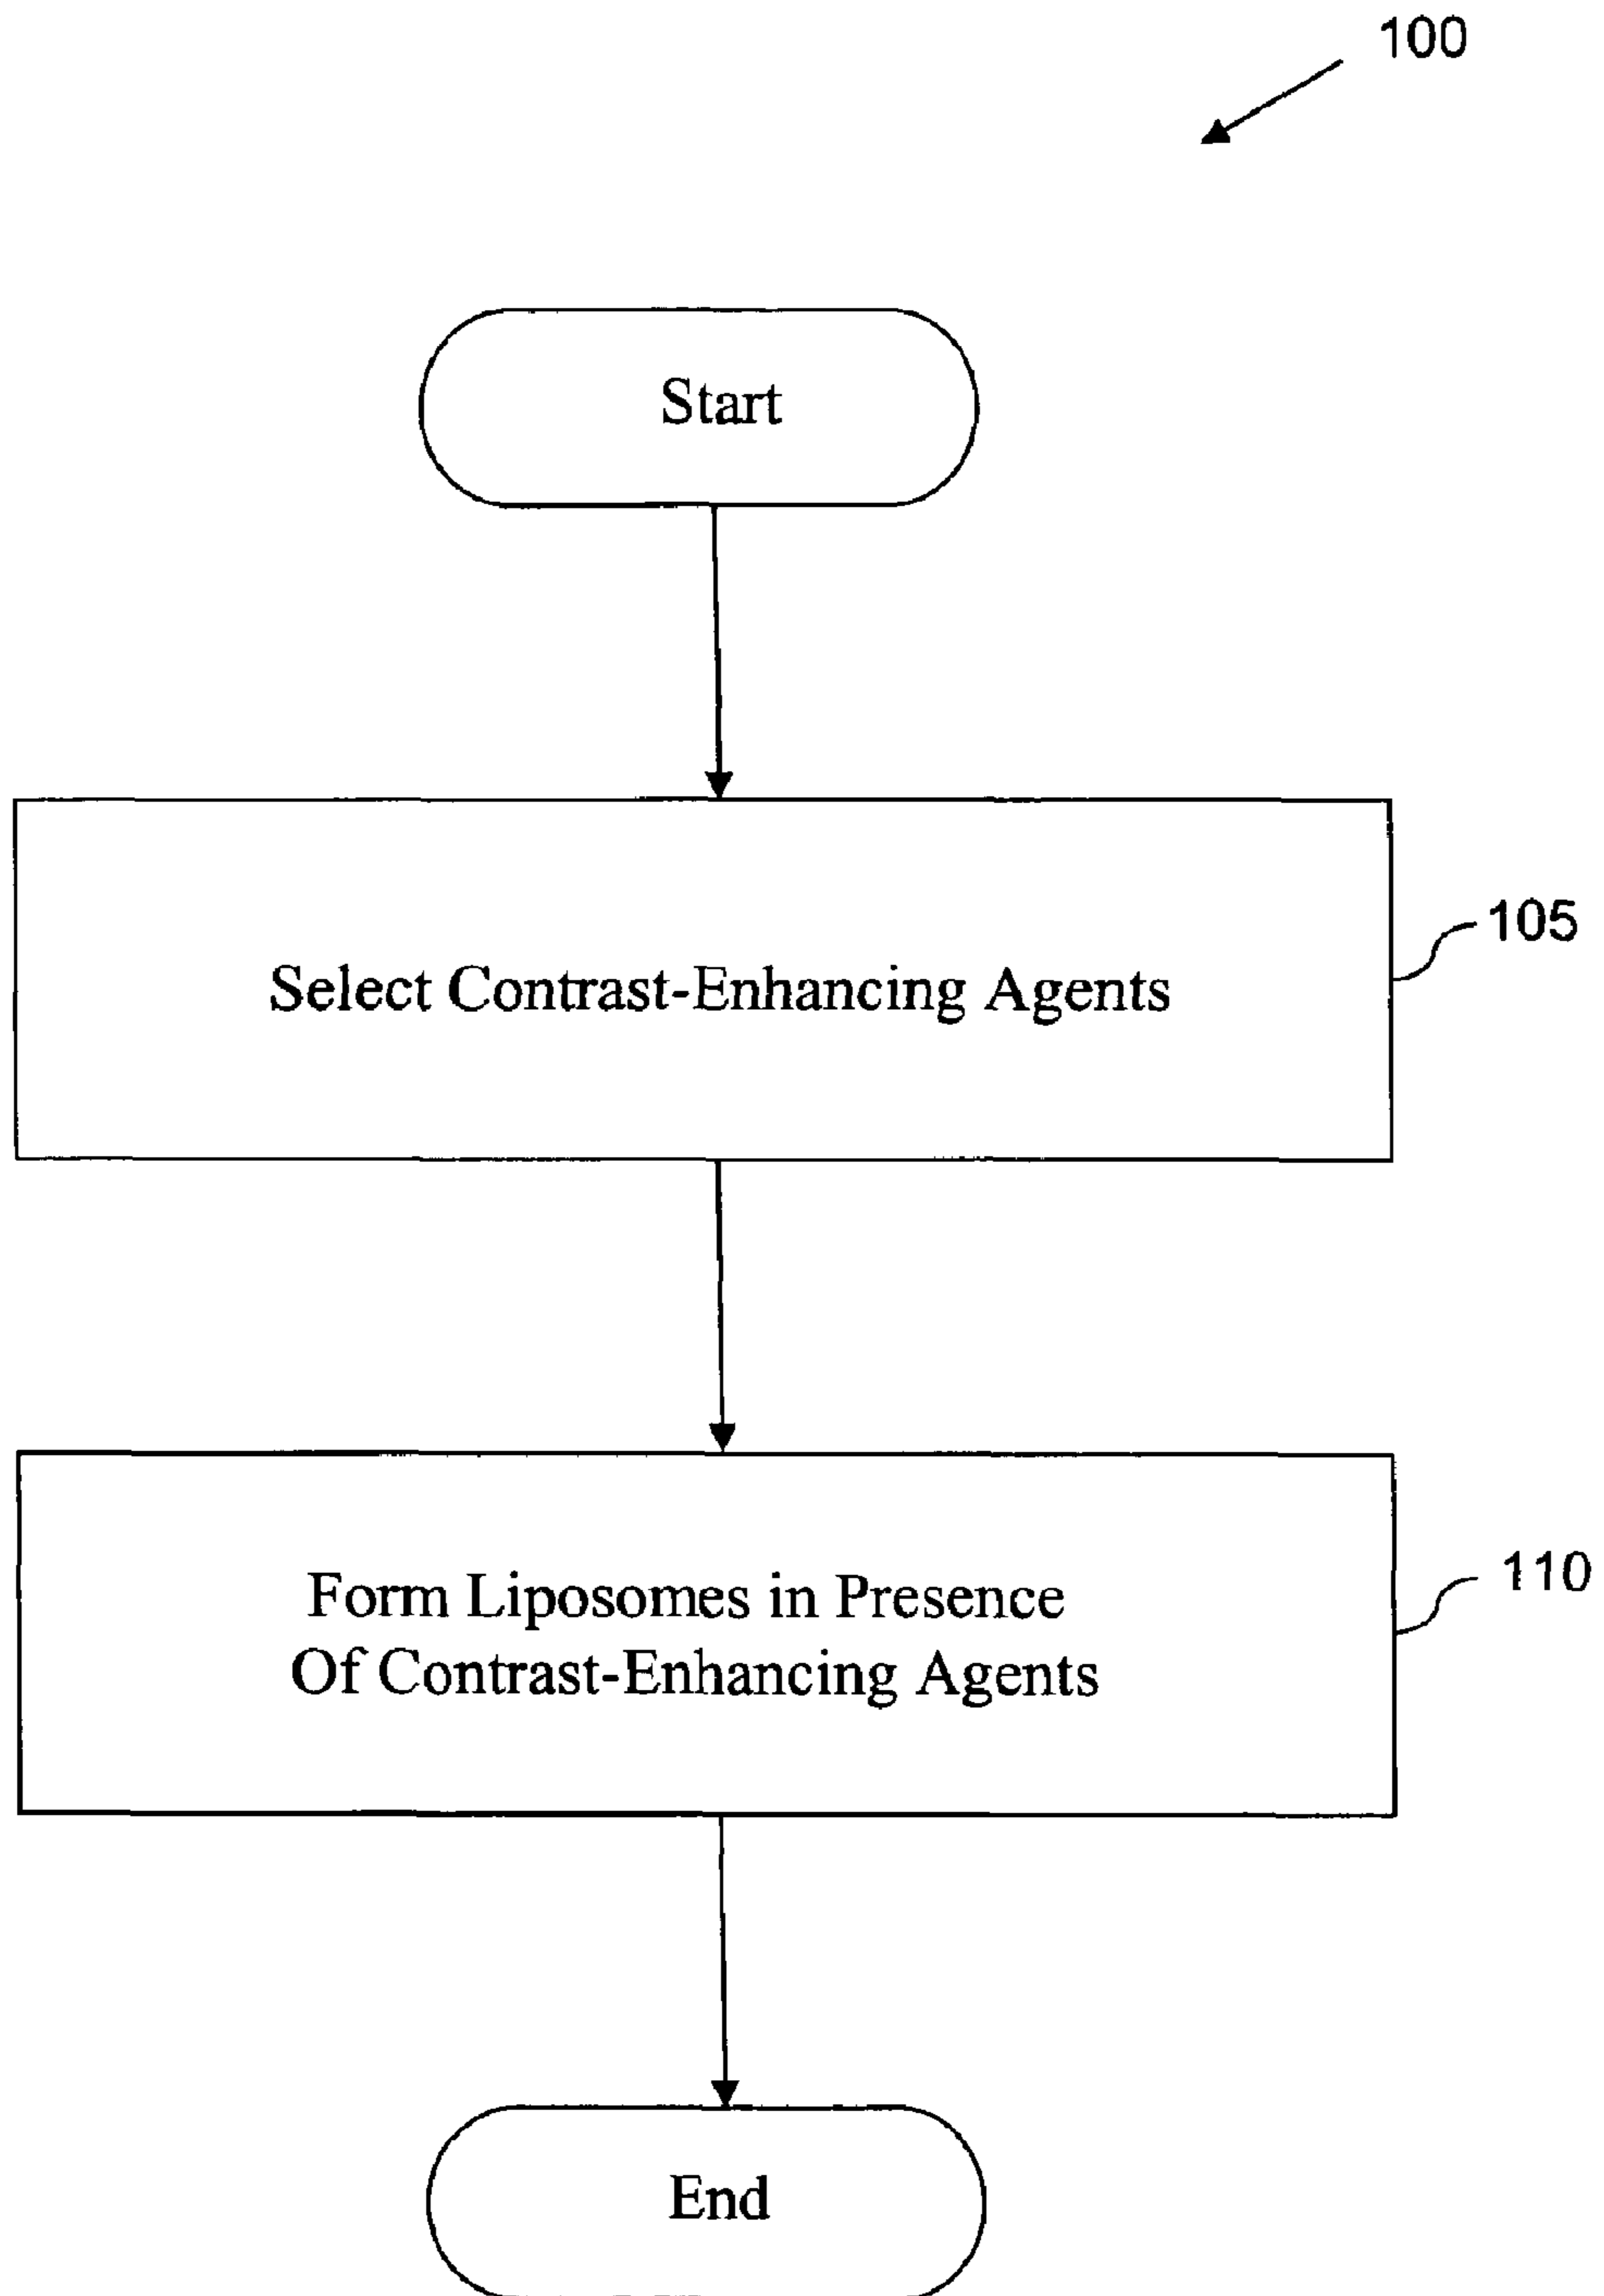 100
Start
Select Contrast-Enhancing Agents
105
Form Liposomes in Presence
Of Contrast-Enhancing Agents
110
End